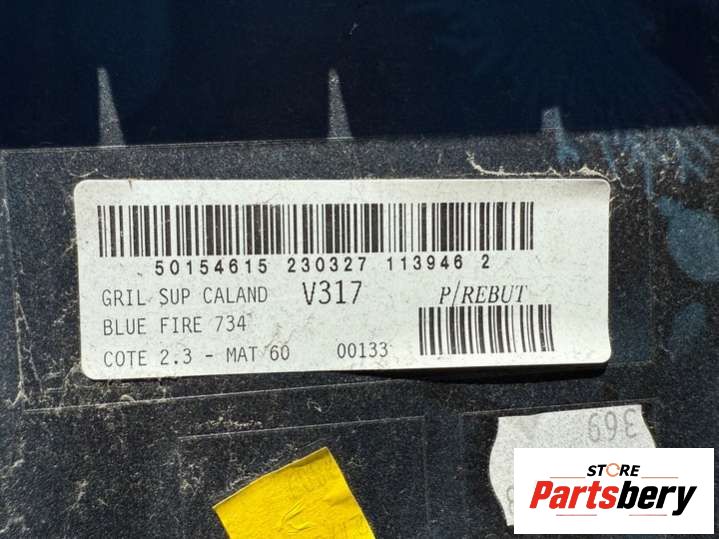 50154615 230327 113946 2
GRIL SUP CALAND V317 P/REBUT
BLUE FIRE 734
COTE 2.3 - MAT 60 00133
369
STORE
Partsbery